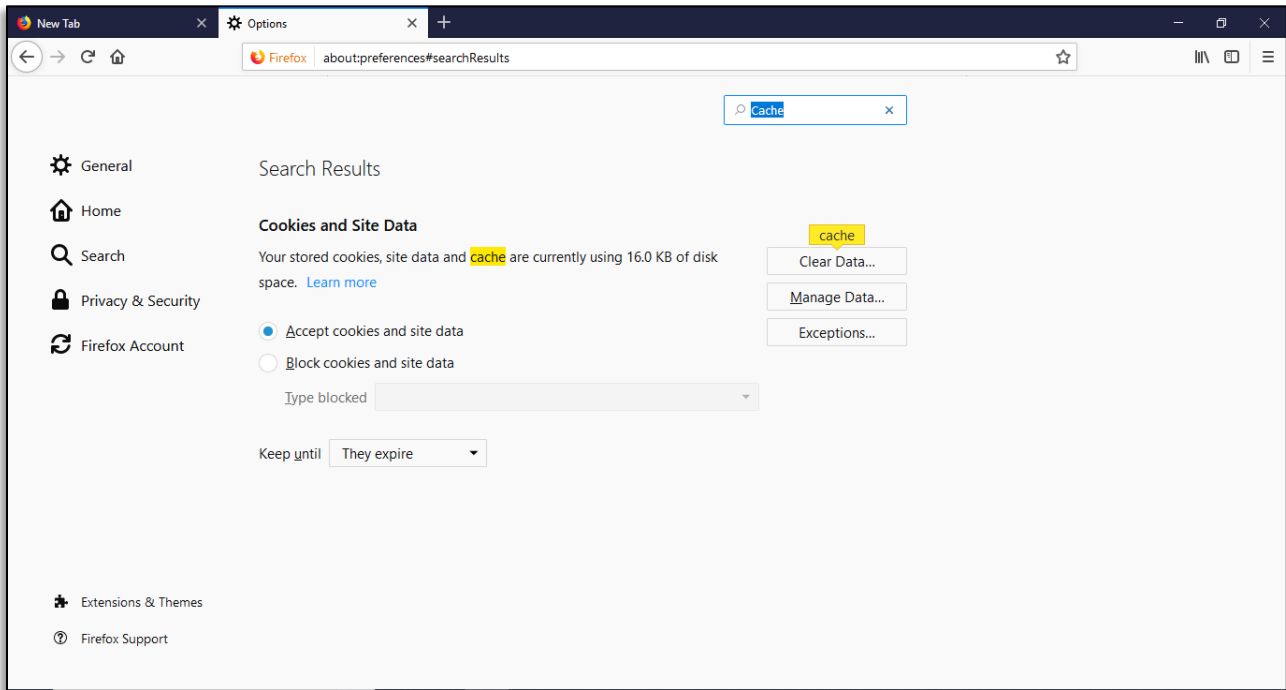 New Tab
Options
Firefox about:preferences#searchResults
Cache
General
Home
Search
Privacy & Security
Firefox Account
Search Results
Cookies and Site Data
Your stored cookies, site data and cache are currently using 16.0 KB of disk
space. Learn more
cache
Clear Data...
Manage Data...
Exceptions...
Accept cookies and site data
Block cookies and site data
Type blocked
Keep until They expire
Extensions & Themes
Firefox Support